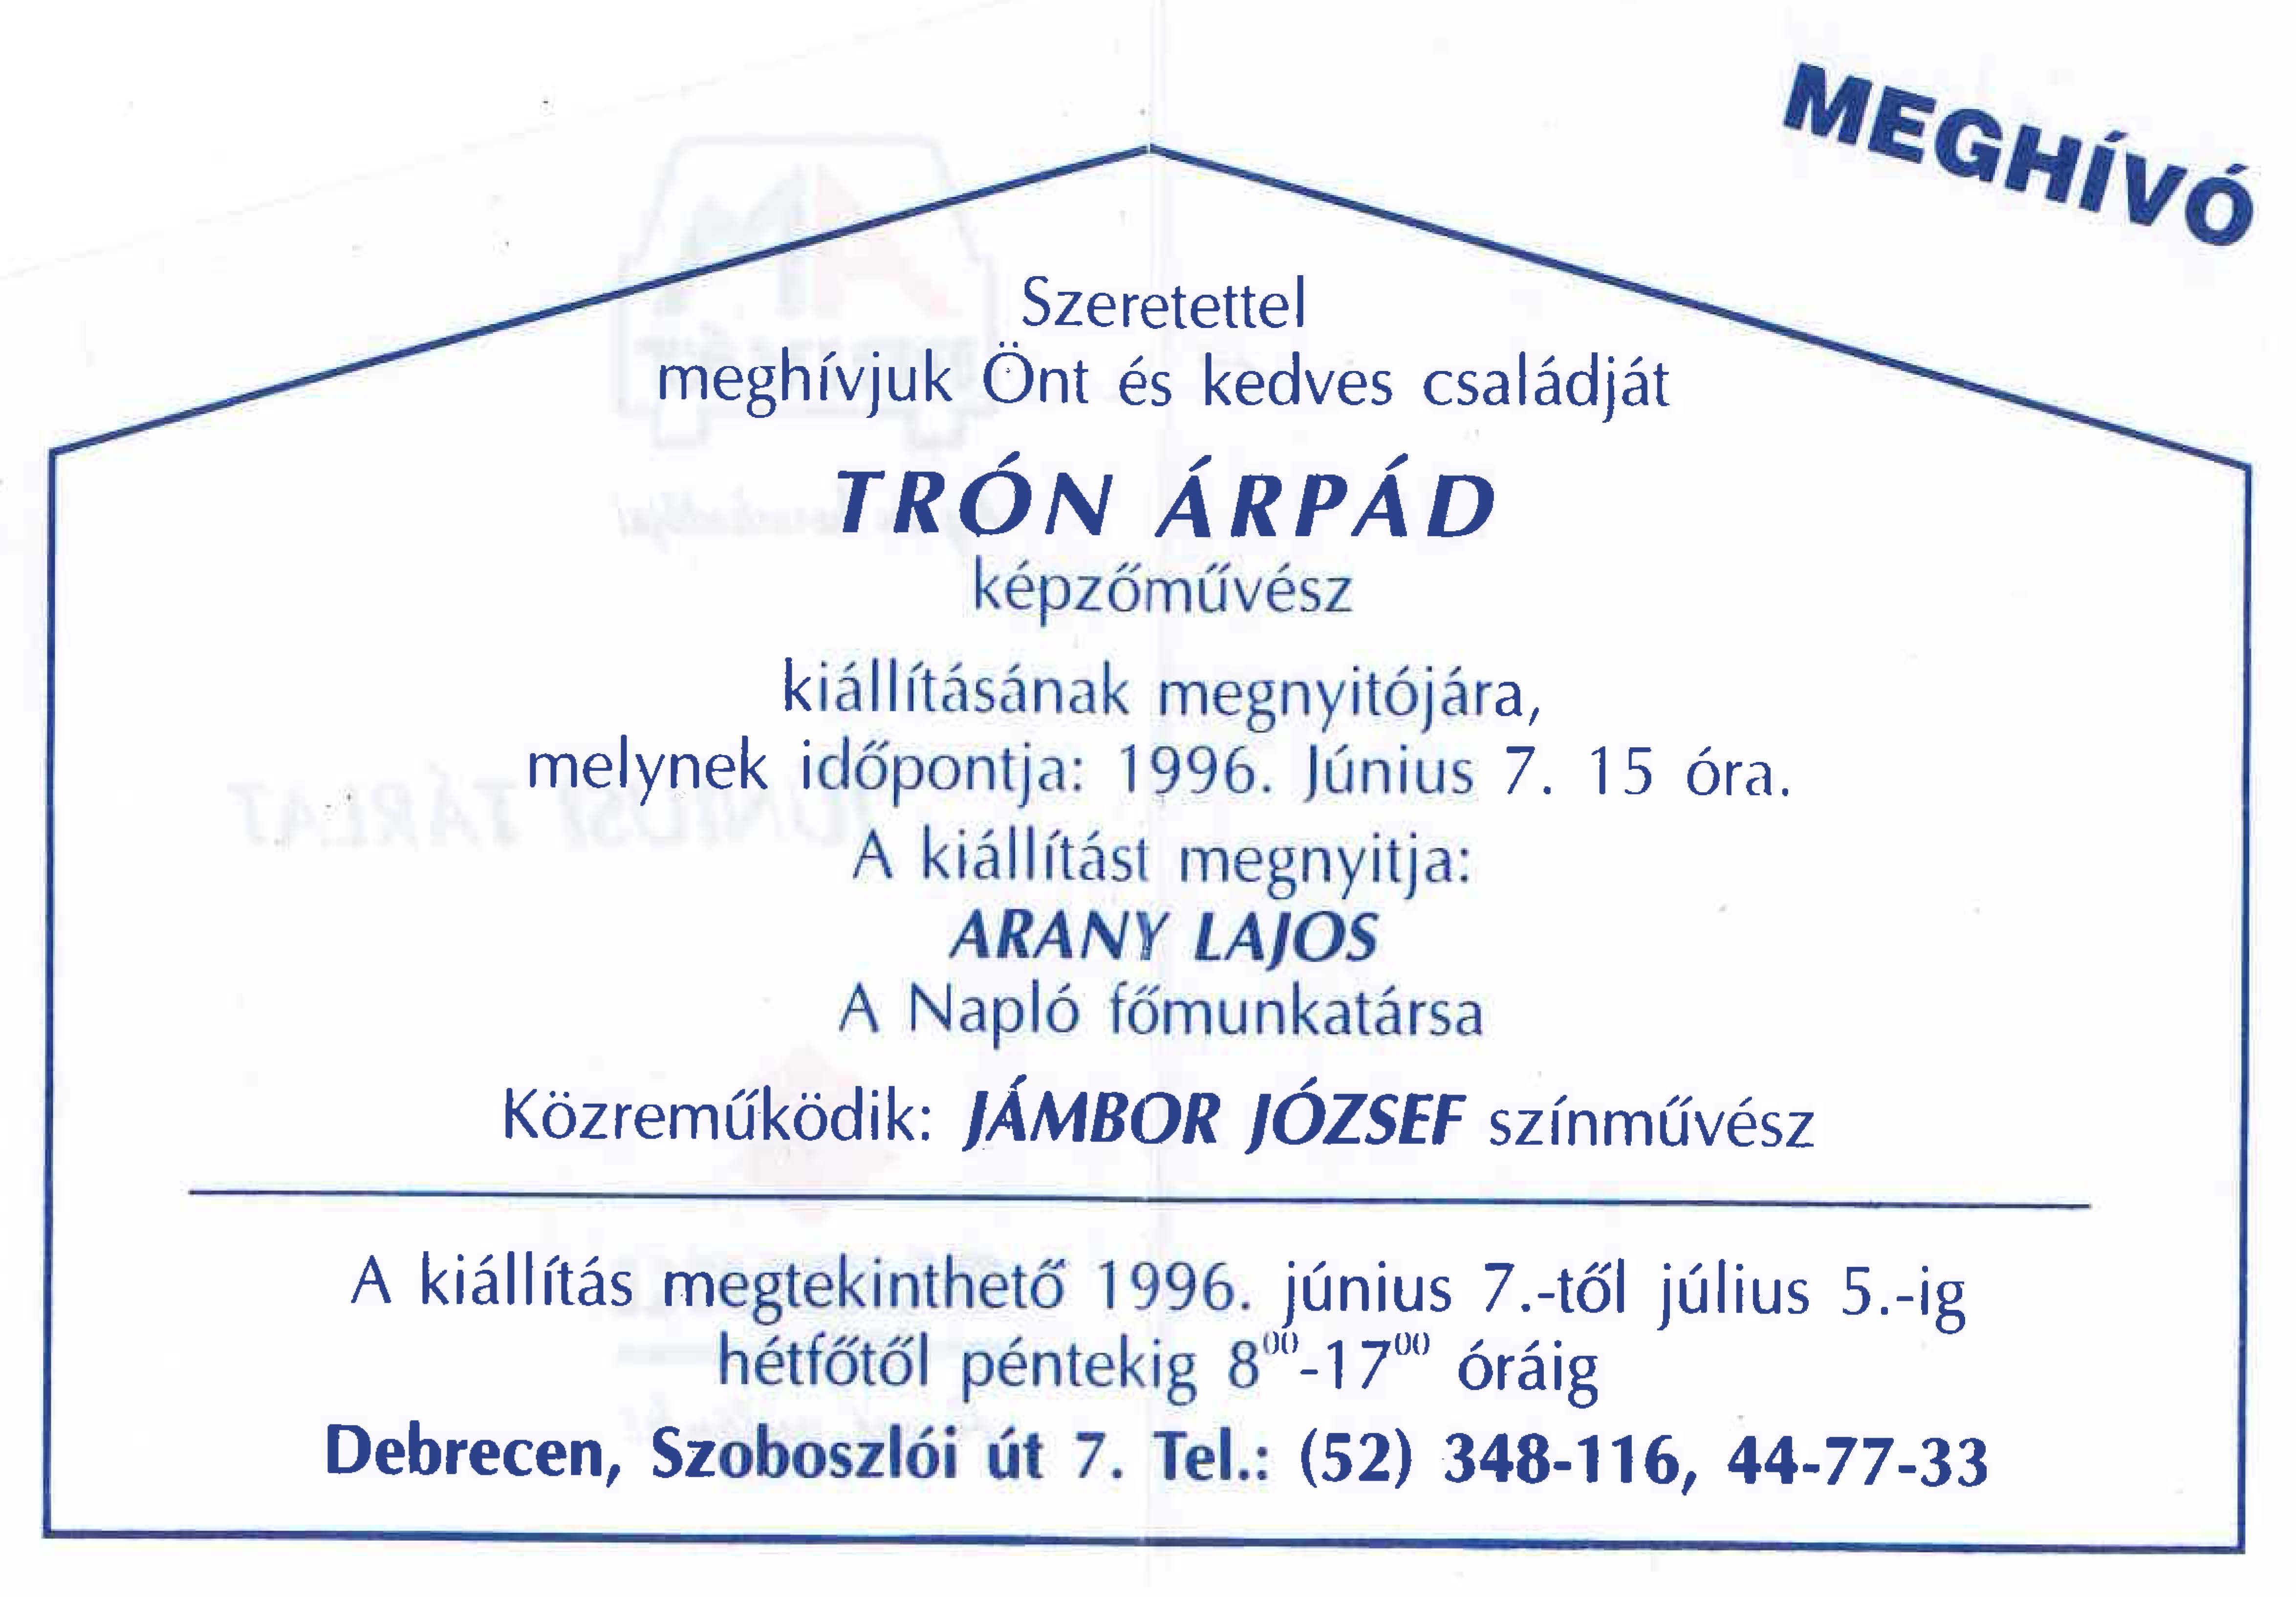 MEGHÍVÓ
Szeretettel
meghívjuk Önt és kedves családját
TRÓN ÁRPÁD
képzőművész
kiállításának megnyitójára,
melynek időpontja: 1996. Június 7. 15 óra.
A kiállítást megnyitja:
ARANY LAJOS
A Napló főmunkatársa
Közreműködik: JÁMBOR JÓZSEF színművész
A kiállítás megtekinthető 1996. június 7.-től július 5.-ig
hétfőtől péntekig 8⁰⁰-17⁰⁰ óráig
Debrecen, Szoboszlói út 7. Tel.: (52) 348-116, 44-77-33
JÚNIUSI TÁRLAT